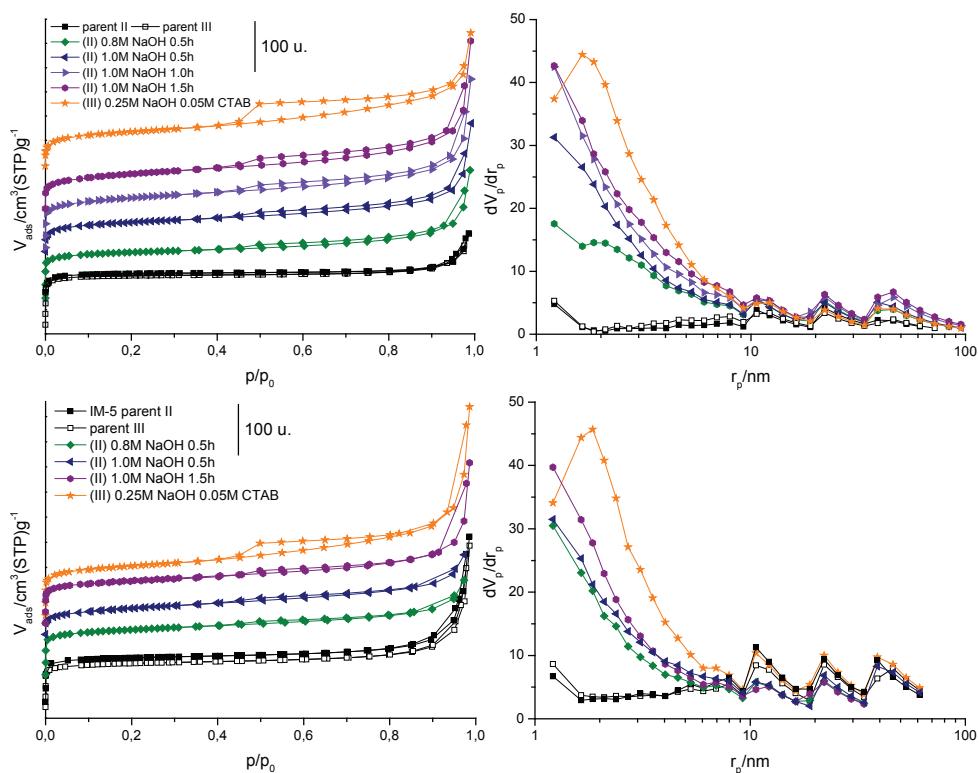 parent II parent III
(II) 0.8M NaOH 0.5h
(II) 1.0M NaOH 0.5h
(II) 1.0M NaOH 1.0h
(II) 1.0M NaOH 1.5h
(III) 0.25M NaOH 0.05M CTAB
100 u.
V_ads/cm³(STP)g⁻¹
0,0 0,2 0,4 0,6 0,8 1,0
p/p₀
50
40
30
20
10
0
dV_p/dr_p
1 10 100
r_p/nm
IM-5 parent II
parent III
(II) 0.8M NaOH 0.5h
(II) 1.0M NaOH 0.5h
(II) 1.0M NaOH 1.5h
(III) 0.25M NaOH 0.05M CTAB
100 u.
V_ads/cm³(STP)g⁻¹
0,0 0,2 0,4 0,6 0,8 1,0
p/p₀
50
40
30
20
10
0
dV_p/dr_p
1 10 100
r_p/nm